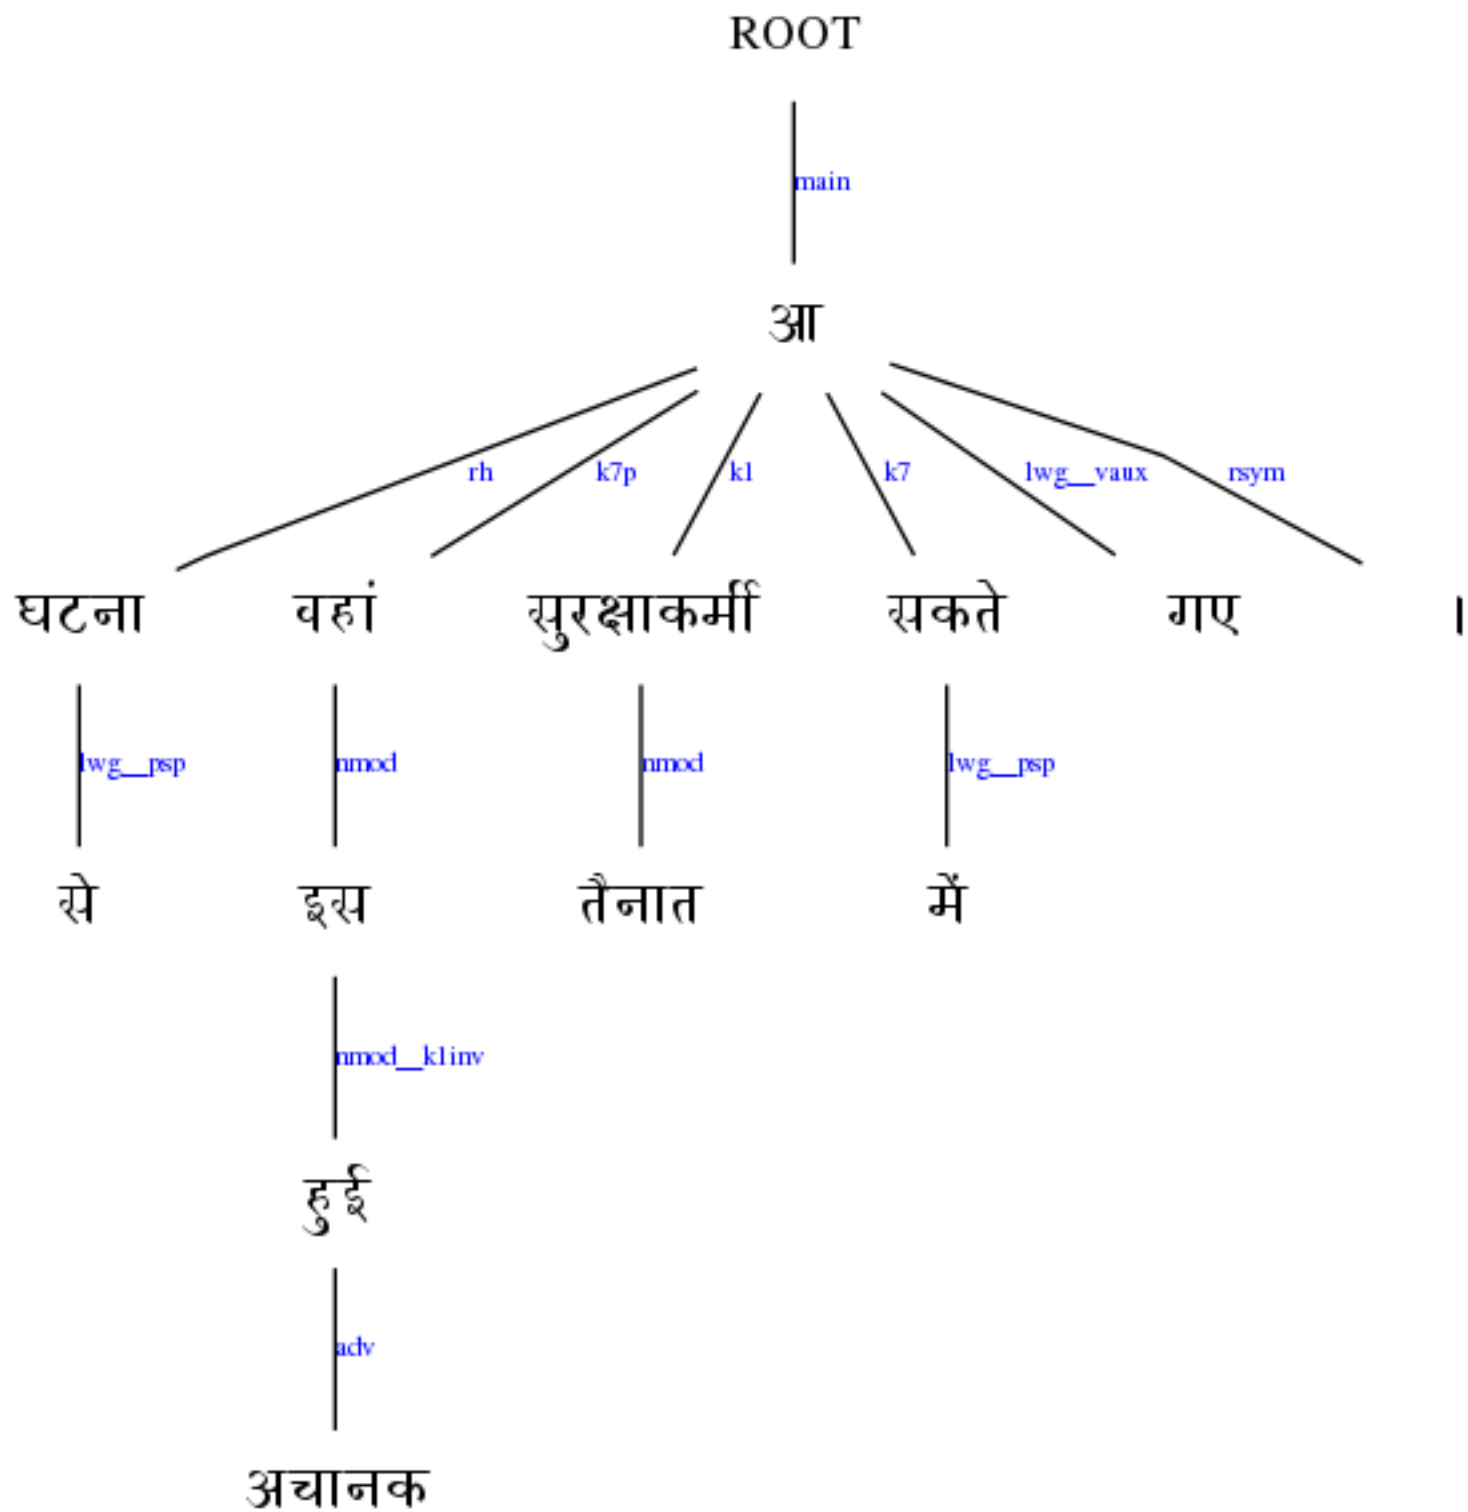 ROOT
main
आ
rh k7p k1 k7 lwg__vaux rsym
घटना वहां सुरक्षाकर्मी सकते गए ।
lwg__psp nmod nmod lwg__psp
से इस तैनात में
nmod__k1inv
हुई
adv
अचानक